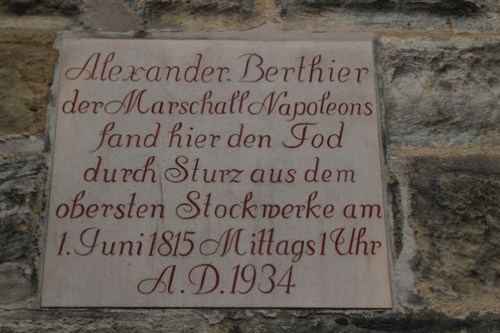 Alexander Berthier
der Marschall Napoleons
fand hier den Tod
durch Sturz aus dem
obersten Stockwerke am
1. Juni 1815 Mittags 1 Uhr
A.D. 1934